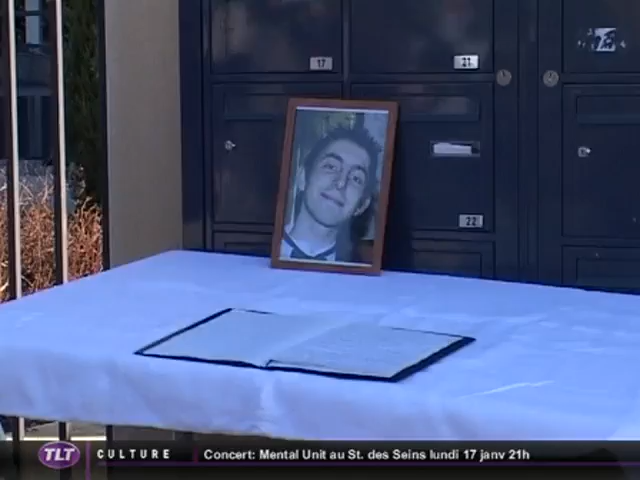 17
21
22
TLT CULTURE Concert: Mental Unit au St. des Seins lundi 17 janv 21h